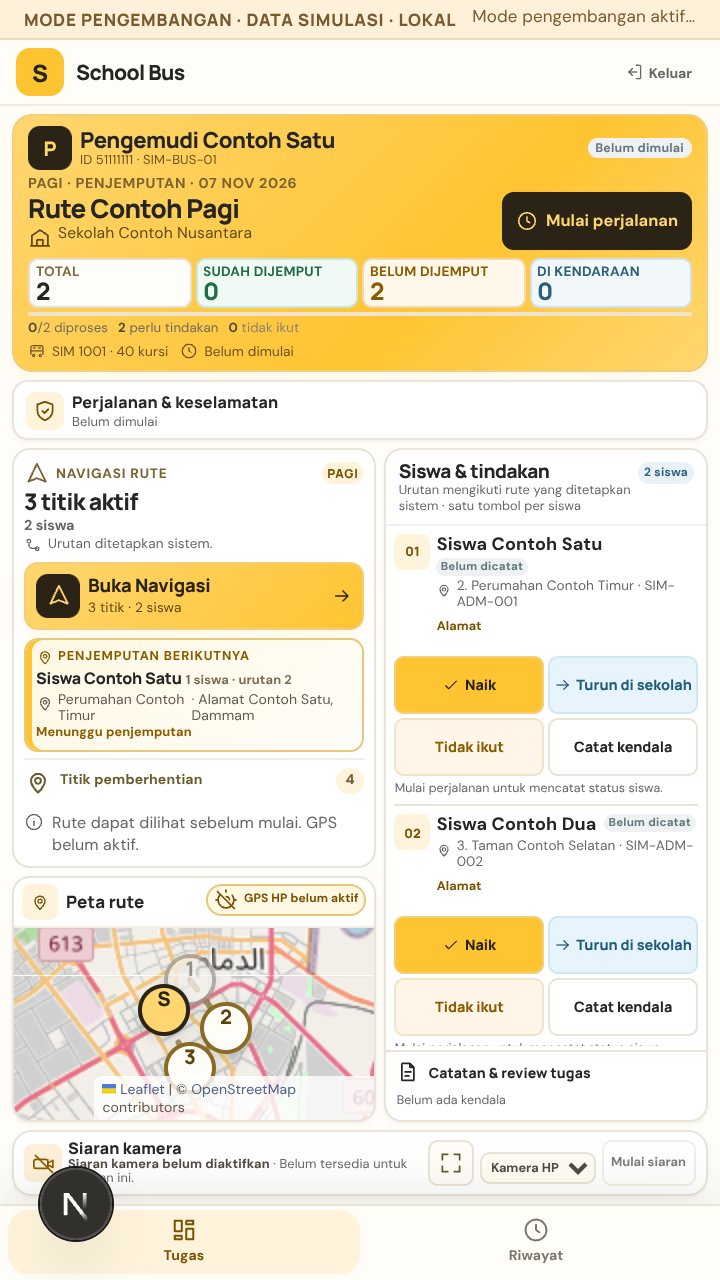 MODE PENGEMBANGAN · DATA SIMULASI · LOKAL Mode pengembangan aktif...
S School Bus Keluar
P Pengemudi Contoh Satu
ID 51111111 · SIM-BUS-01
Belum dimulai
PAGI · PENJEMPUTAN · 07 NOV 2026
Rute Contoh Pagi
Sekolah Contoh Nusantara
Mulai perjalanan
TOTAL
2
SUDAH DIJEMPUT
0
BELUM DIJEMPUT
2
DI KENDARAAN
0
0/2 diproses 2 perlu tindakan 0 tidak ikut
SIM 1001 · 40 kursi Belum dimulai
Perjalanan & keselamatan
Belum dimulai
NAVIGASI RUTE PAGI
3 titik aktif
2 siswa
Urutan ditetapkan sistem.
Buka Navigasi
3 titik · 2 siswa
PENJEMPUTAN BERIKUTNYA
Siswa Contoh Satu 1 siswa · urutan 2
Perumahan Contoh Timur · Alamat Contoh Satu, Dammam
Menunggu penjemputan
Titik pemberhentian 4
Rute dapat dilihat sebelum mulai. GPS
belum aktif.
Peta rute GPS HP belum aktif
613
الدمام
1
S
2
3
60
Leaflet | © OpenStreetMap
contributors
Siswa & tindakan 2 siswa
Urutan mengikuti rute yang ditetapkan
sistem · satu tombol per siswa
01 Siswa Contoh Satu
Belum dicatat
2. Perumahan Contoh Timur · SIM-
ADM-001
Alamat
Naik Turun di sekolah
Tidak ikut Catat kendala
Mulai perjalanan untuk mencatat status siswa.
02 Siswa Contoh Dua Belum dicatat
3. Taman Contoh Selatan · SIM-ADM-
002
Alamat
Naik Turun di sekolah
Tidak ikut Catat kendala
Mulai perjalanan untuk mencatat status siswa.
Catatan & review tugas
Belum ada kendala
Siaran kamera
Siaran kamera belum diaktifkan · Belum tersedia untuk
ini.
Kamera HP
Mulai siaran
N
Tugas Riwayat